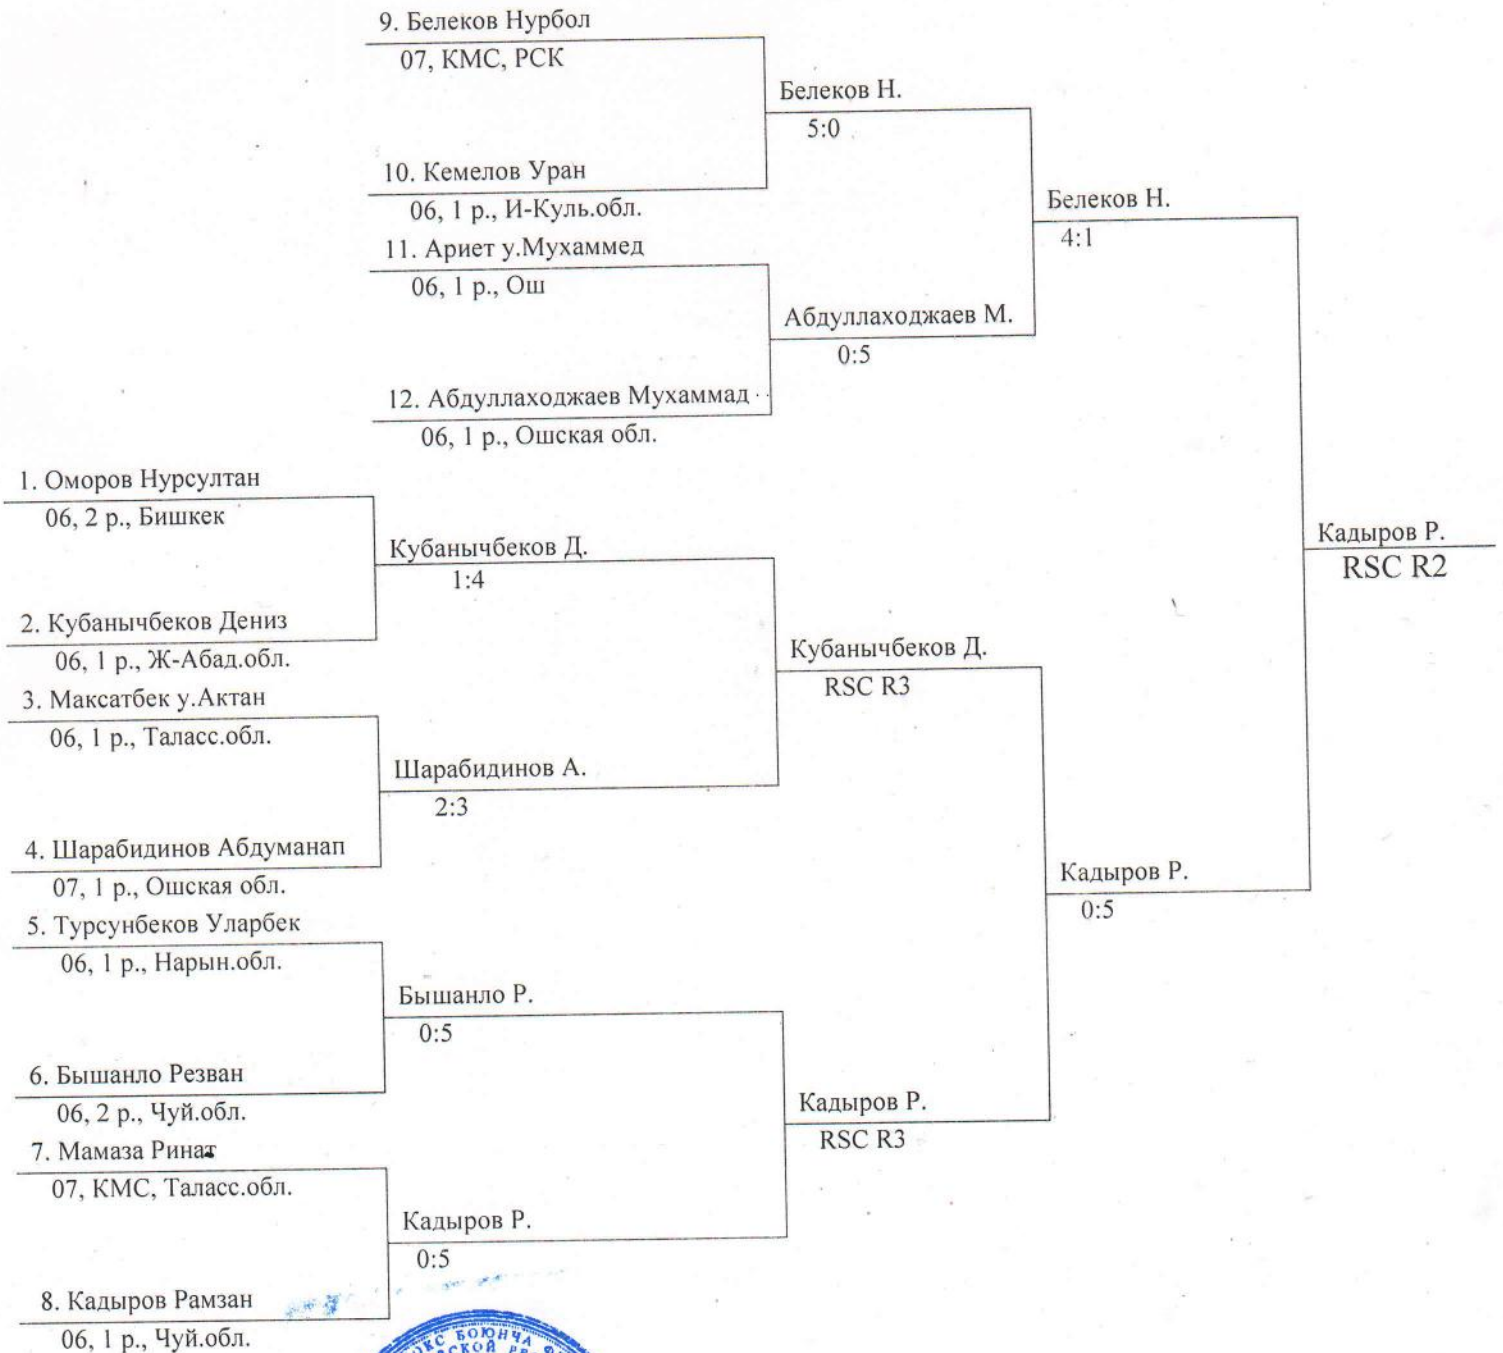 9. Белеков Нурбол
07, КМС, РСК
Белеков Н.
5:0
10. Кемелов Уран
06, 1 р., И-Куль.обл.
Белеков Н.
4:1
11. Ариет у.Мухаммед
06, 1 р., Ош
Абдуллаходжаев М.
0:5
12. Абдуллаходжаев Мухаммад
06, 1 р., Ошская обл.
1. Оморов Нурсултан
06, 2 р., Бишкек
Кубанычбеков Д.
1:4
Кадыров Р.
RSC R2
2. Кубанычбеков Дениз
06, 1 р., Ж-Абад.обл.
Кубанычбеков Д.
RSC R3
3. Максатбек у.Актан
06, 1 р., Таласс.обл.
Шарабидинов А.
2:3
4. Шарабидинов Абдуманап
07, 1 р., Ошская обл.
Кадыров Р.
0:5
5. Турсунбеков Уларбек
06, 1 р., Нарын.обл.
Бышанло Р.
0:5
6. Бышанло Резван
06, 2 р., Чуй.обл.
Кадыров Р.
RSC R3
7. Мамаза Ринат
07, КМС, Таласс.обл.
Кадыров Р.
0:5
8. Кадыров Рамзан
06, 1 р., Чуй.обл.
БОЮНЧА